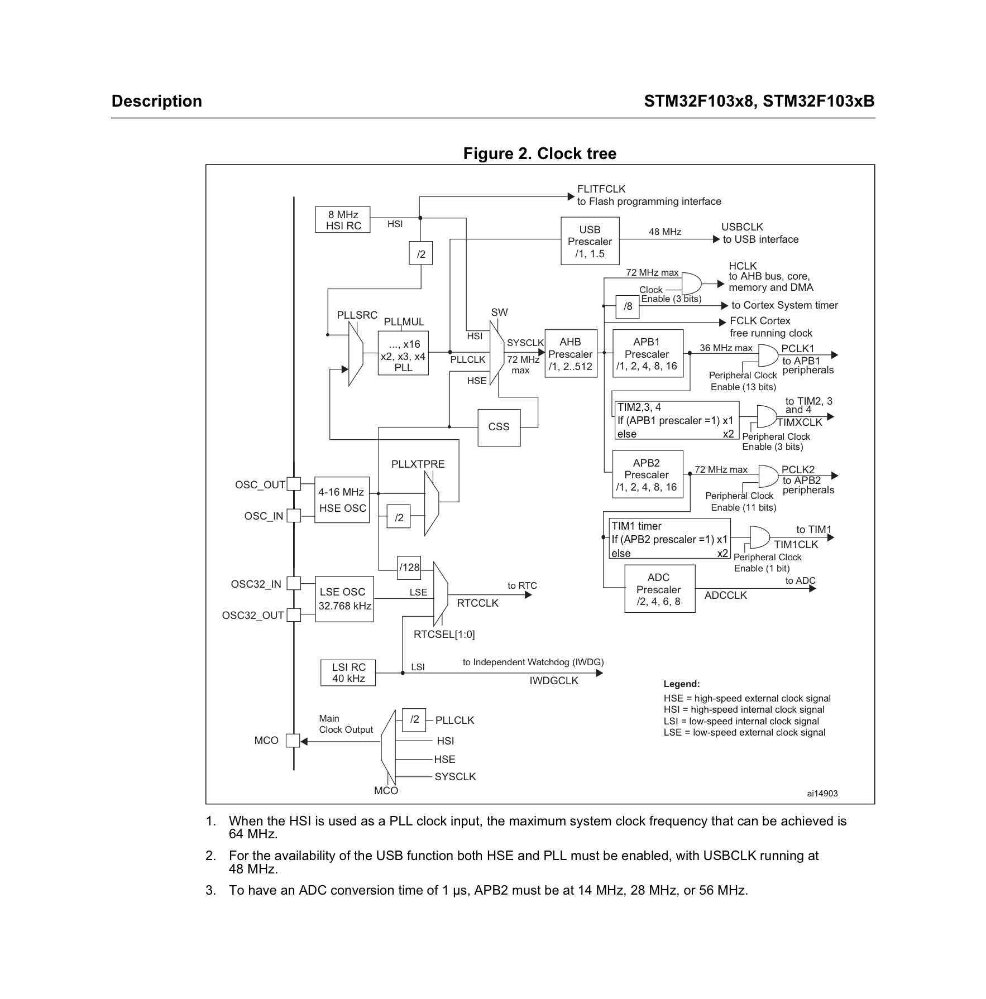 Description
STM32F103x8, STM32F103xB
Figure 2. Clock tree
FLITFCLK
to Flash programming interface
8 MHz
HSI RC
HSI
/2
USB
Prescaler
/1, 1.5
48 MHz
USBCLK
to USB interface
72 MHz max
Clock
Enable (3 bits)
HCLK
to AHB bus, core,
memory and DMA
/8
to Cortex System timer
FCLK Cortex
free running clock
PLLSRC
PLLMUL
..., x16
x2, x3, x4
PLL
SW
HSI
PLLCLK
HSE
SYSCLK
72 MHz
max
AHB
Prescaler
/1, 2..512
APB1
Prescaler
/1, 2, 4, 8, 16
36 MHz max
PCLK1
to APB1
peripherals
Peripheral Clock
Enable (13 bits)
TIM2,3, 4
If (APB1 prescaler =1) x1
else x2
to TIM2, 3
and 4
TIMXCLK
Peripheral Clock
Enable (3 bits)
CSS
PLLXTPRE
OSC_OUT
OSC_IN
4-16 MHz
HSE OSC
/2
APB2
Prescaler
/1, 2, 4, 8, 16
72 MHz max
PCLK2
to APB2
peripherals
Peripheral Clock
Enable (11 bits)
TIM1 timer
If (APB2 prescaler =1) x1
else x2
to TIM1
TIM1CLK
Peripheral Clock
Enable (1 bit)
/128
OSC32_IN
OSC32_OUT
LSE OSC
32.768 kHz
LSE
to RTC
RTCCLK
RTCSEL[1:0]
ADC
Prescaler
/2, 4, 6, 8
to ADC
ADCCLK
LSI RC
40 kHz
LSI
to Independent Watchdog (IWDG)
IWDGCLK
Legend:
HSE = high-speed external clock signal
HSI = high-speed internal clock signal
LSI = low-speed internal clock signal
LSE = low-speed external clock signal
Main
Clock Output
MCO
/2
PLLCLK
HSI
HSE
SYSCLK
MCO
ai14903
1. When the HSI is used as a PLL clock input, the maximum system clock frequency that can be achieved is
64 MHz.
2. For the availability of the USB function both HSE and PLL must be enabled, with USBCLK running at
48 MHz.
3. To have an ADC conversion time of 1 µs, APB2 must be at 14 MHz, 28 MHz, or 56 MHz.